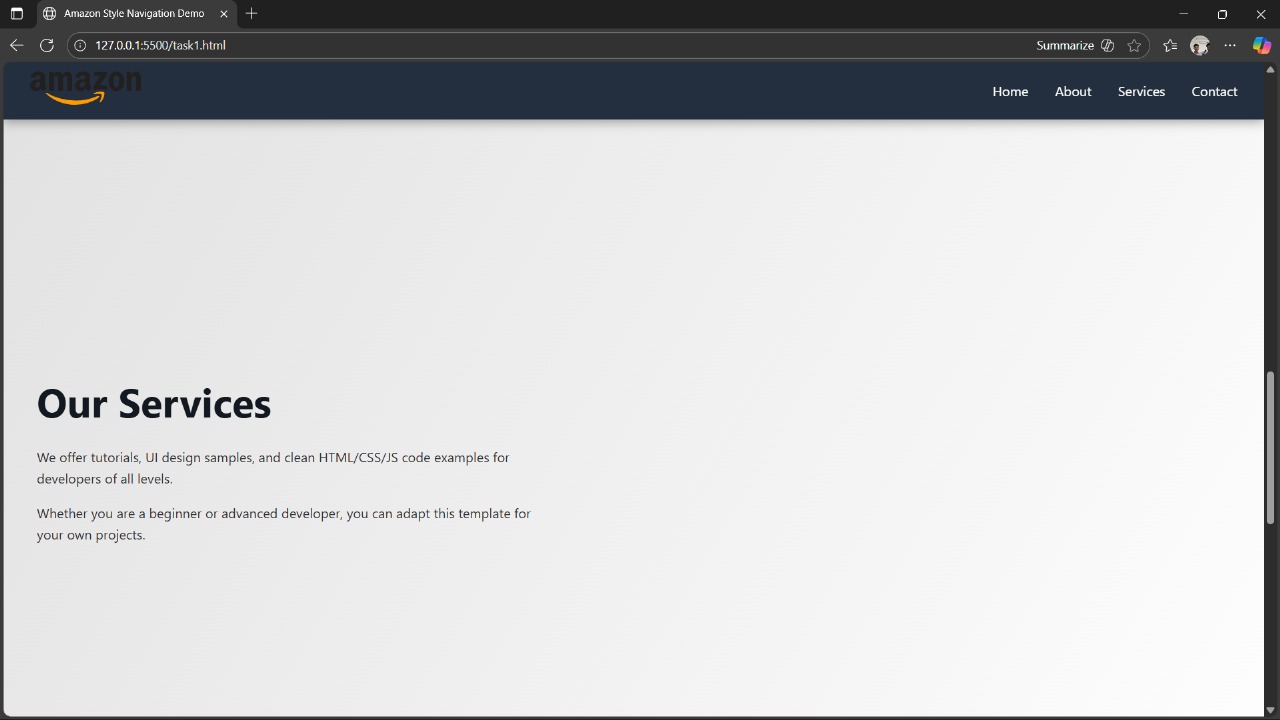 Amazon Style Navigation Demo
127.0.0.1:5500/task1.html
Summarize
amazon
Home About Services Contact
Our Services
We offer tutorials, UI design samples, and clean HTML/CSS/JS code examples for
developers of all levels.
Whether you are a beginner or advanced developer, you can adapt this template for
your own projects.